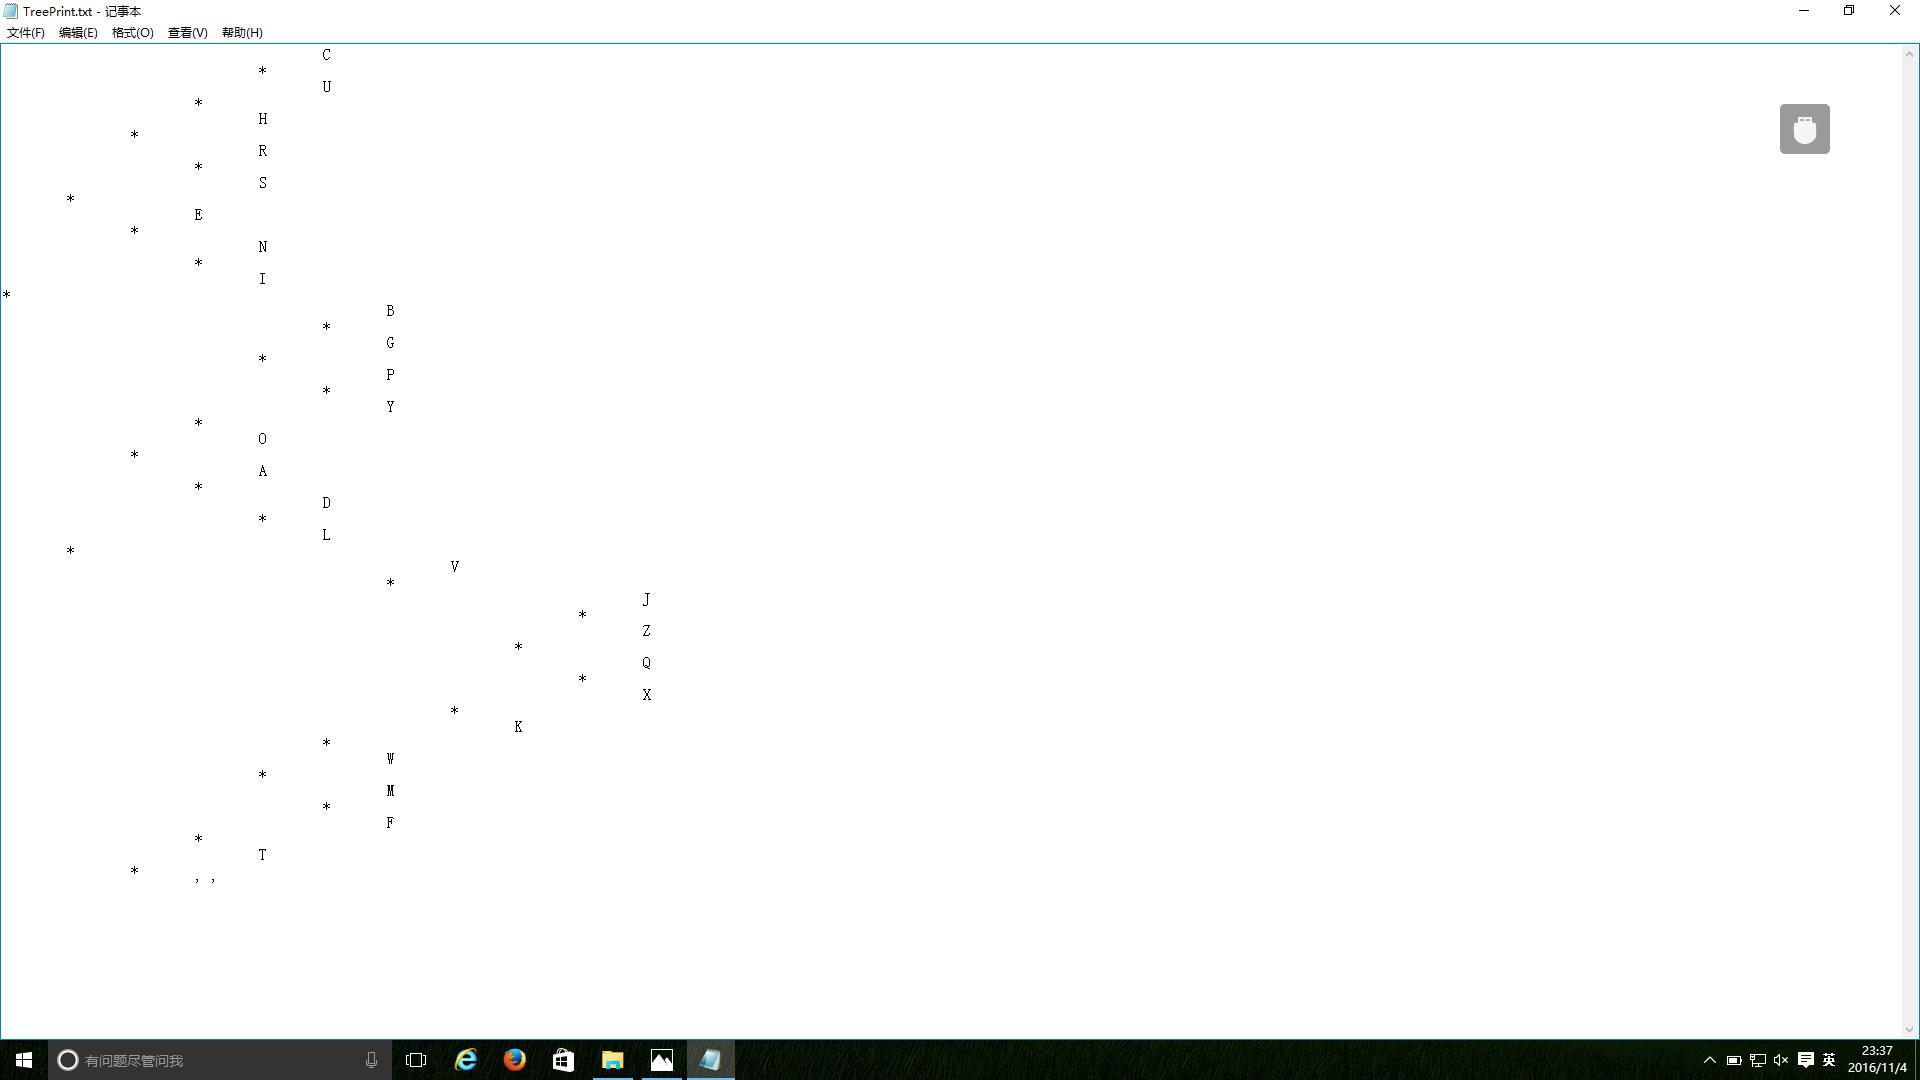 TreePrint.txt - 记事本
文件(F) 编辑(E) 格式(O) 查看(V) 帮助(H)
C
*
U
*
H
*
R
*
S
*
E
*
N
*
I
*
B
*
G
*
P
*
Y
*
O
*
A
*
D
*
L
*
V
*
J
*
Z
*
Q
*
X
*
K
*
W
*
M
*
F
*
T
*
' '
有问题尽管问我
英
23:37
2016/11/4